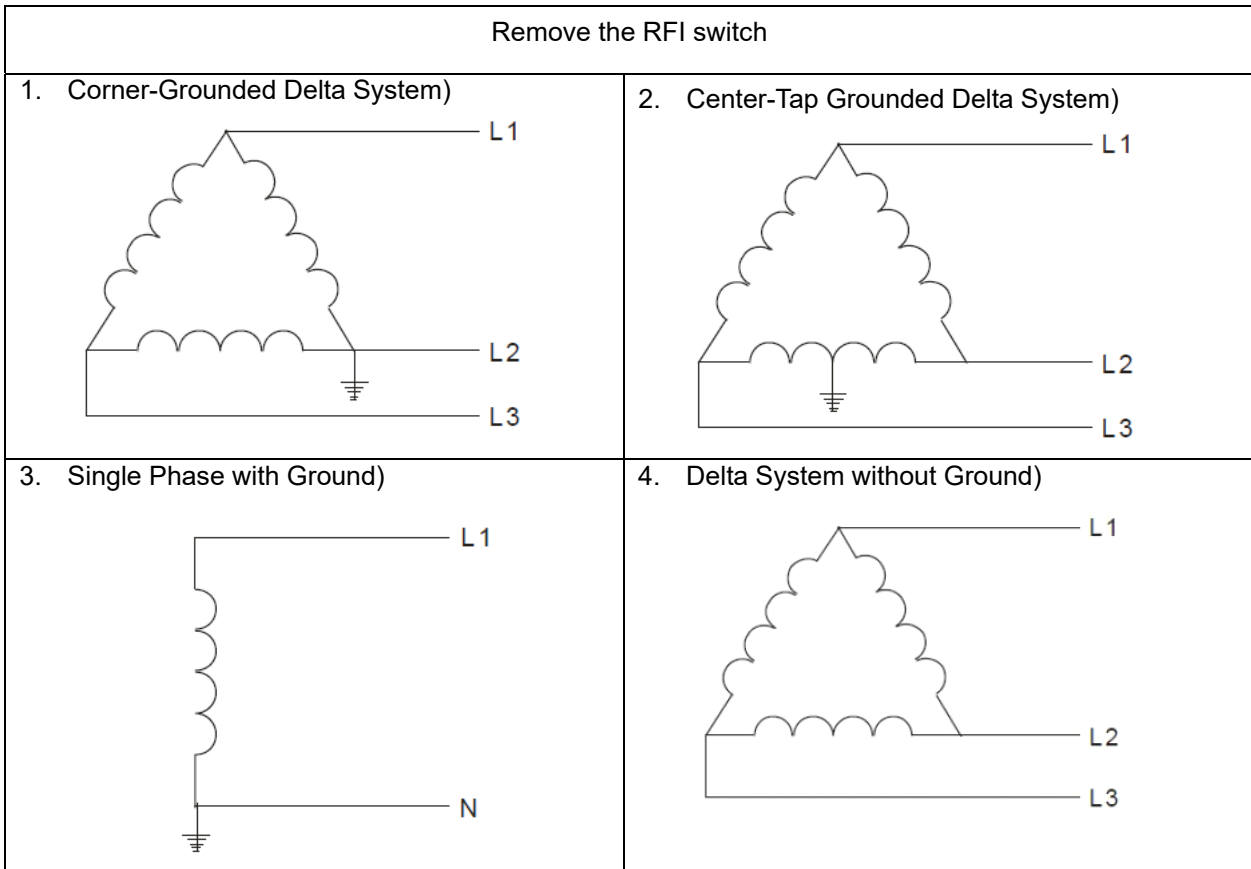 Remove the RFI switch
1. Corner-Grounded Delta System)
L1
L2
L3
2. Center-Tap Grounded Delta System)
L1
L2
L3
3. Single Phase with Ground)
L1
N
4. Delta System without Ground)
L1
L2
L3